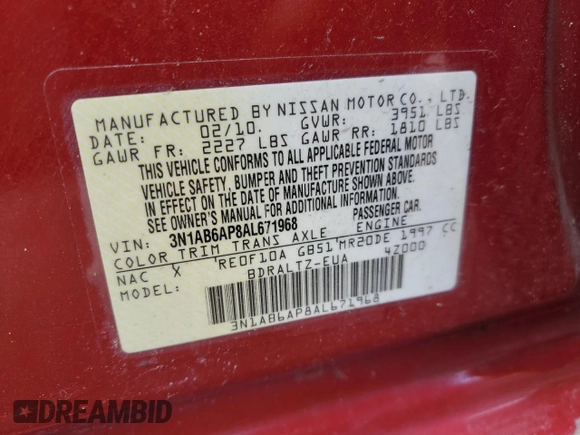 MANUFACTURED BY NISSAN MOTOR CO., LTD.
DATE: 02/10. GVWR: 3951 LBS
GAWR FR: 2227 LBS GAWR RR: 1810 LBS
THIS VEHICLE CONFORMS TO ALL APPLICABLE FEDERAL MOTOR
VEHICLE SAFETY, BUMPER AND THEFT PREVENTION STANDARDS
IN EFFECT ON THE DATE OF MANUFACTURE SHOWN ABOVE.
SEE OWNER'S MANUAL FOR ADDITIONAL INFORMATION.
VIN: 3N1AB6AP8AL671968 PASSENGER CAR.
COLOR TRIM TRANS AXLE ENGINE
NAC X RE0F10A GB51 MR20DE 1997 CC
MODEL: BDRALTZ-EUA 4Z000
3N1AB6AP8AL671968
DREAMBID